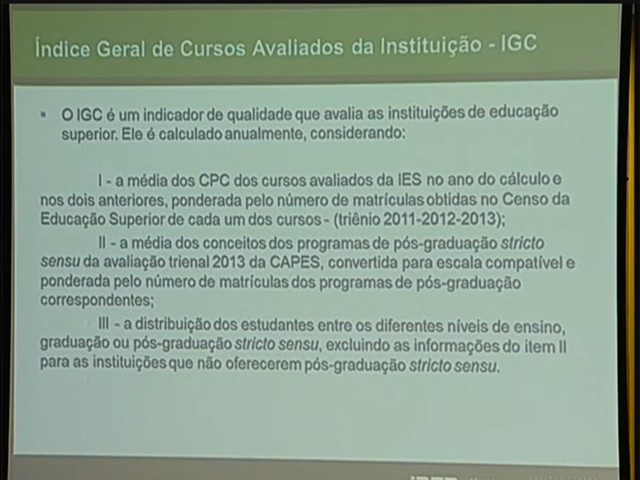 Índice Geral de Cursos Avaliados da Instituição - IGC
▪ O IGC é um indicador de qualidade que avalia as instituições de educação
superior. Ele é calculado anualmente, considerando:
I - a média dos CPC dos cursos avaliados da IES no ano do cálculo e
nos dois anteriores, ponderada pelo número de matrículas obtidas no Censo da
Educação Superior de cada um dos cursos - (triênio 2011-2012-2013);
II - a média dos conceitos dos programas de pós-graduação stricto
sensu da avaliação trienal 2013 da CAPES, convertida para escala compatível e
ponderada pelo número de matrículas dos programas de pós-graduação
correspondentes;
III - a distribuição dos estudantes entre os diferentes níveis de ensino,
graduação ou pós-graduação stricto sensu, excluindo as informações do item II
para as instituições que não oferecerem pós-graduação stricto sensu.